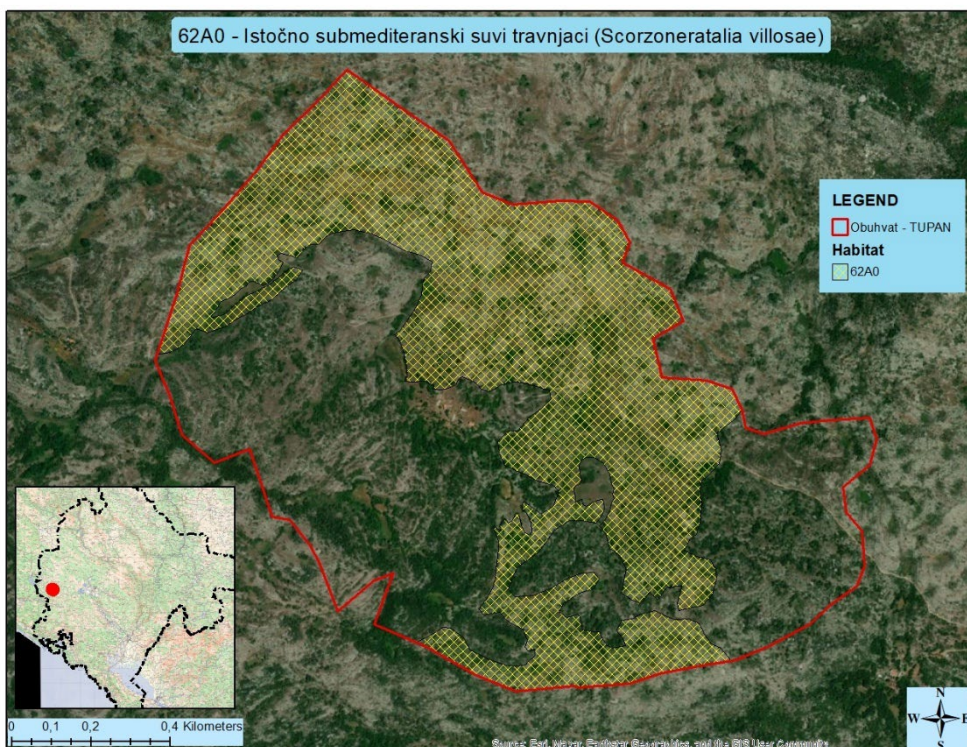 62A0 - Istočno submediteranski suvi travnjaci (Scorzoneratalia villosae)
LEGEND
Obuhvat - TUPAN
Habitat
62A0
0 0,1 0,2 0,4 Kilometers
N
W E
S
Source: Esri, Maxar, Earthstar Geographics, and the GIS User Community